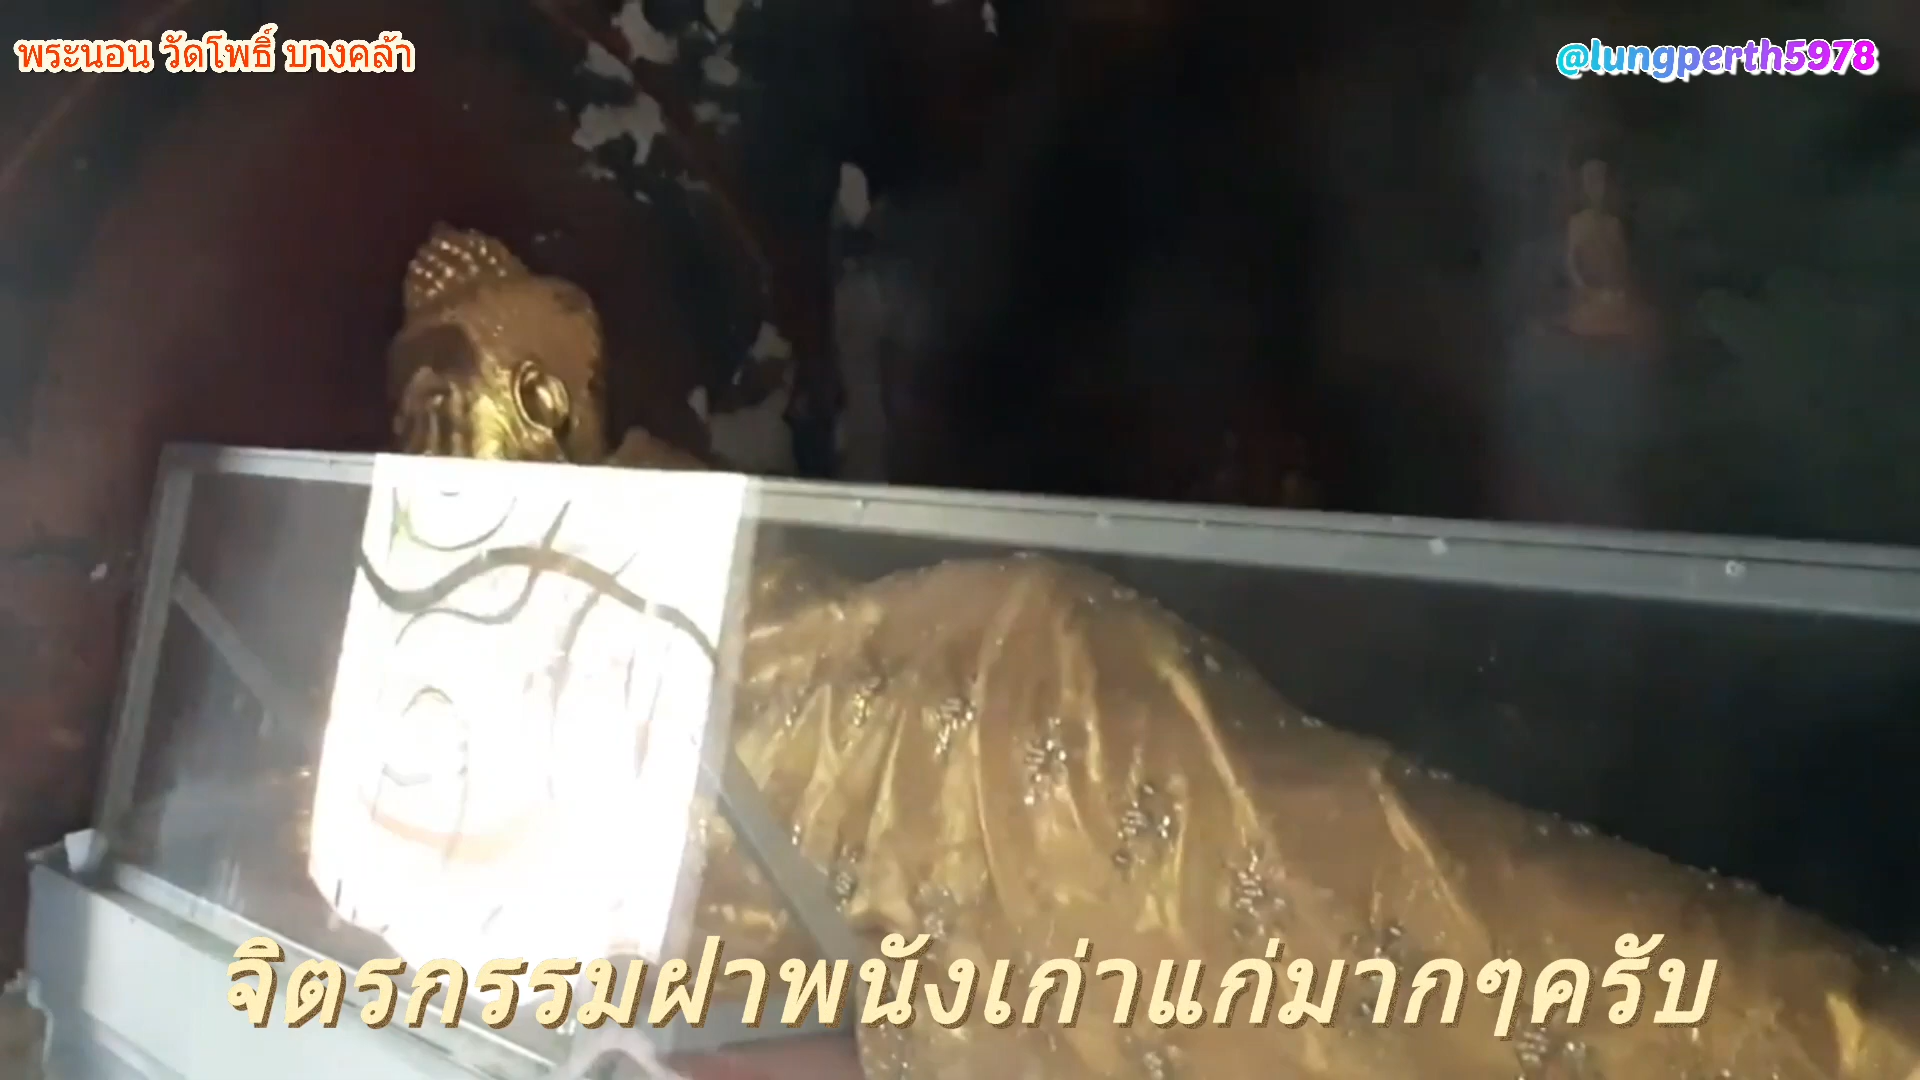 พระนอน วัดโพธิ์ บางคล้า
@lungperth5978
จิตรกรรมฝาพนังเก่าแก่มากๆครับ